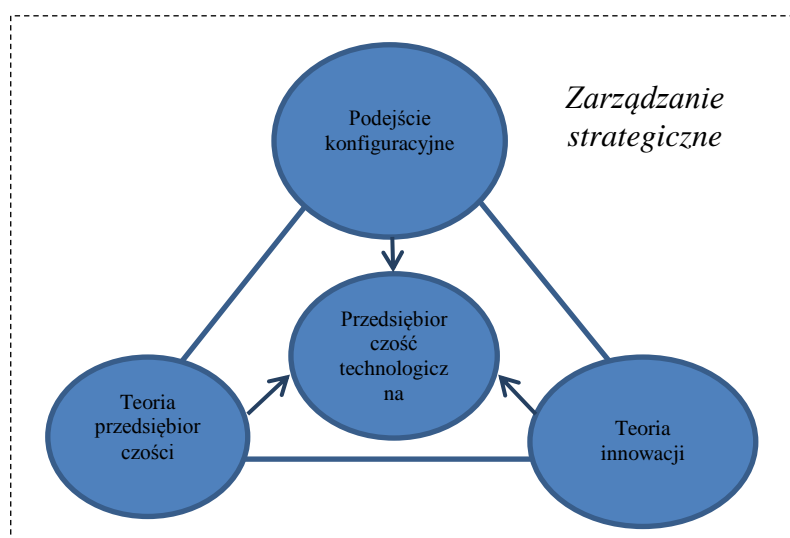 Podejście
konfiguracyjne
Zarządzanie
strategiczne
Przedsiębior
czość
technologicz
na
Teoria
przedsiębior
czości
Teoria
innowacji